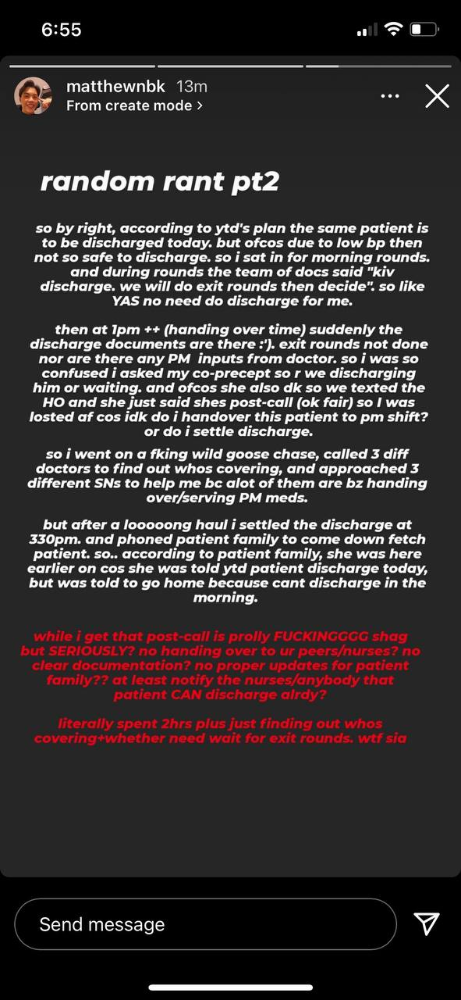 6:55
matthewnbk 13m
From create mode >
random rant pt2
so by right, according to ytd's plan the same patient is
to be discharged today. but ofcos due to low bp then
not so safe to discharge. so i sat in for morning rounds.
and during rounds the team of docs said "kiv
discharge. we will do exit rounds then decide". so like
YAS no need do discharge for me.
then at 1pm ++ (handing over time) suddenly the
discharge documents are there :'). exit rounds not done
nor are there any PM inputs from doctor. so i was so
confused i asked my co-precept so r we discharging
him or waiting. and ofcos she also dk so we texted the
HO and she just said shes post-call (ok fair) so I was
losted af cos idk do i handover this patient to pm shift?
or do i settle discharge.
so i went on a fking wild goose chase, called 3 diff
doctors to find out whos covering, and approached 3
different SNs to help me bc alot of them are bz handing
over/serving PM meds.
but after a looooong haul i settled the discharge at
330pm. and phoned patient family to come down fetch
patient. so.. according to patient family, she was here
earlier on cos she was told ytd patient discharge today,
but was told to go home because cant discharge in the
morning.
while i get that post-call is prolly FUCKINGGGG shag
but SERIOUSLY? no handing over to ur peers/nurses? no
clear documentation? no proper updates for patient
family?? at least notify the nurses/anybody that
patient CAN discharge alrdy?
literally spent 2hrs plus just finding out whos
covering+whether need wait for exit rounds. wtf sia
Send message